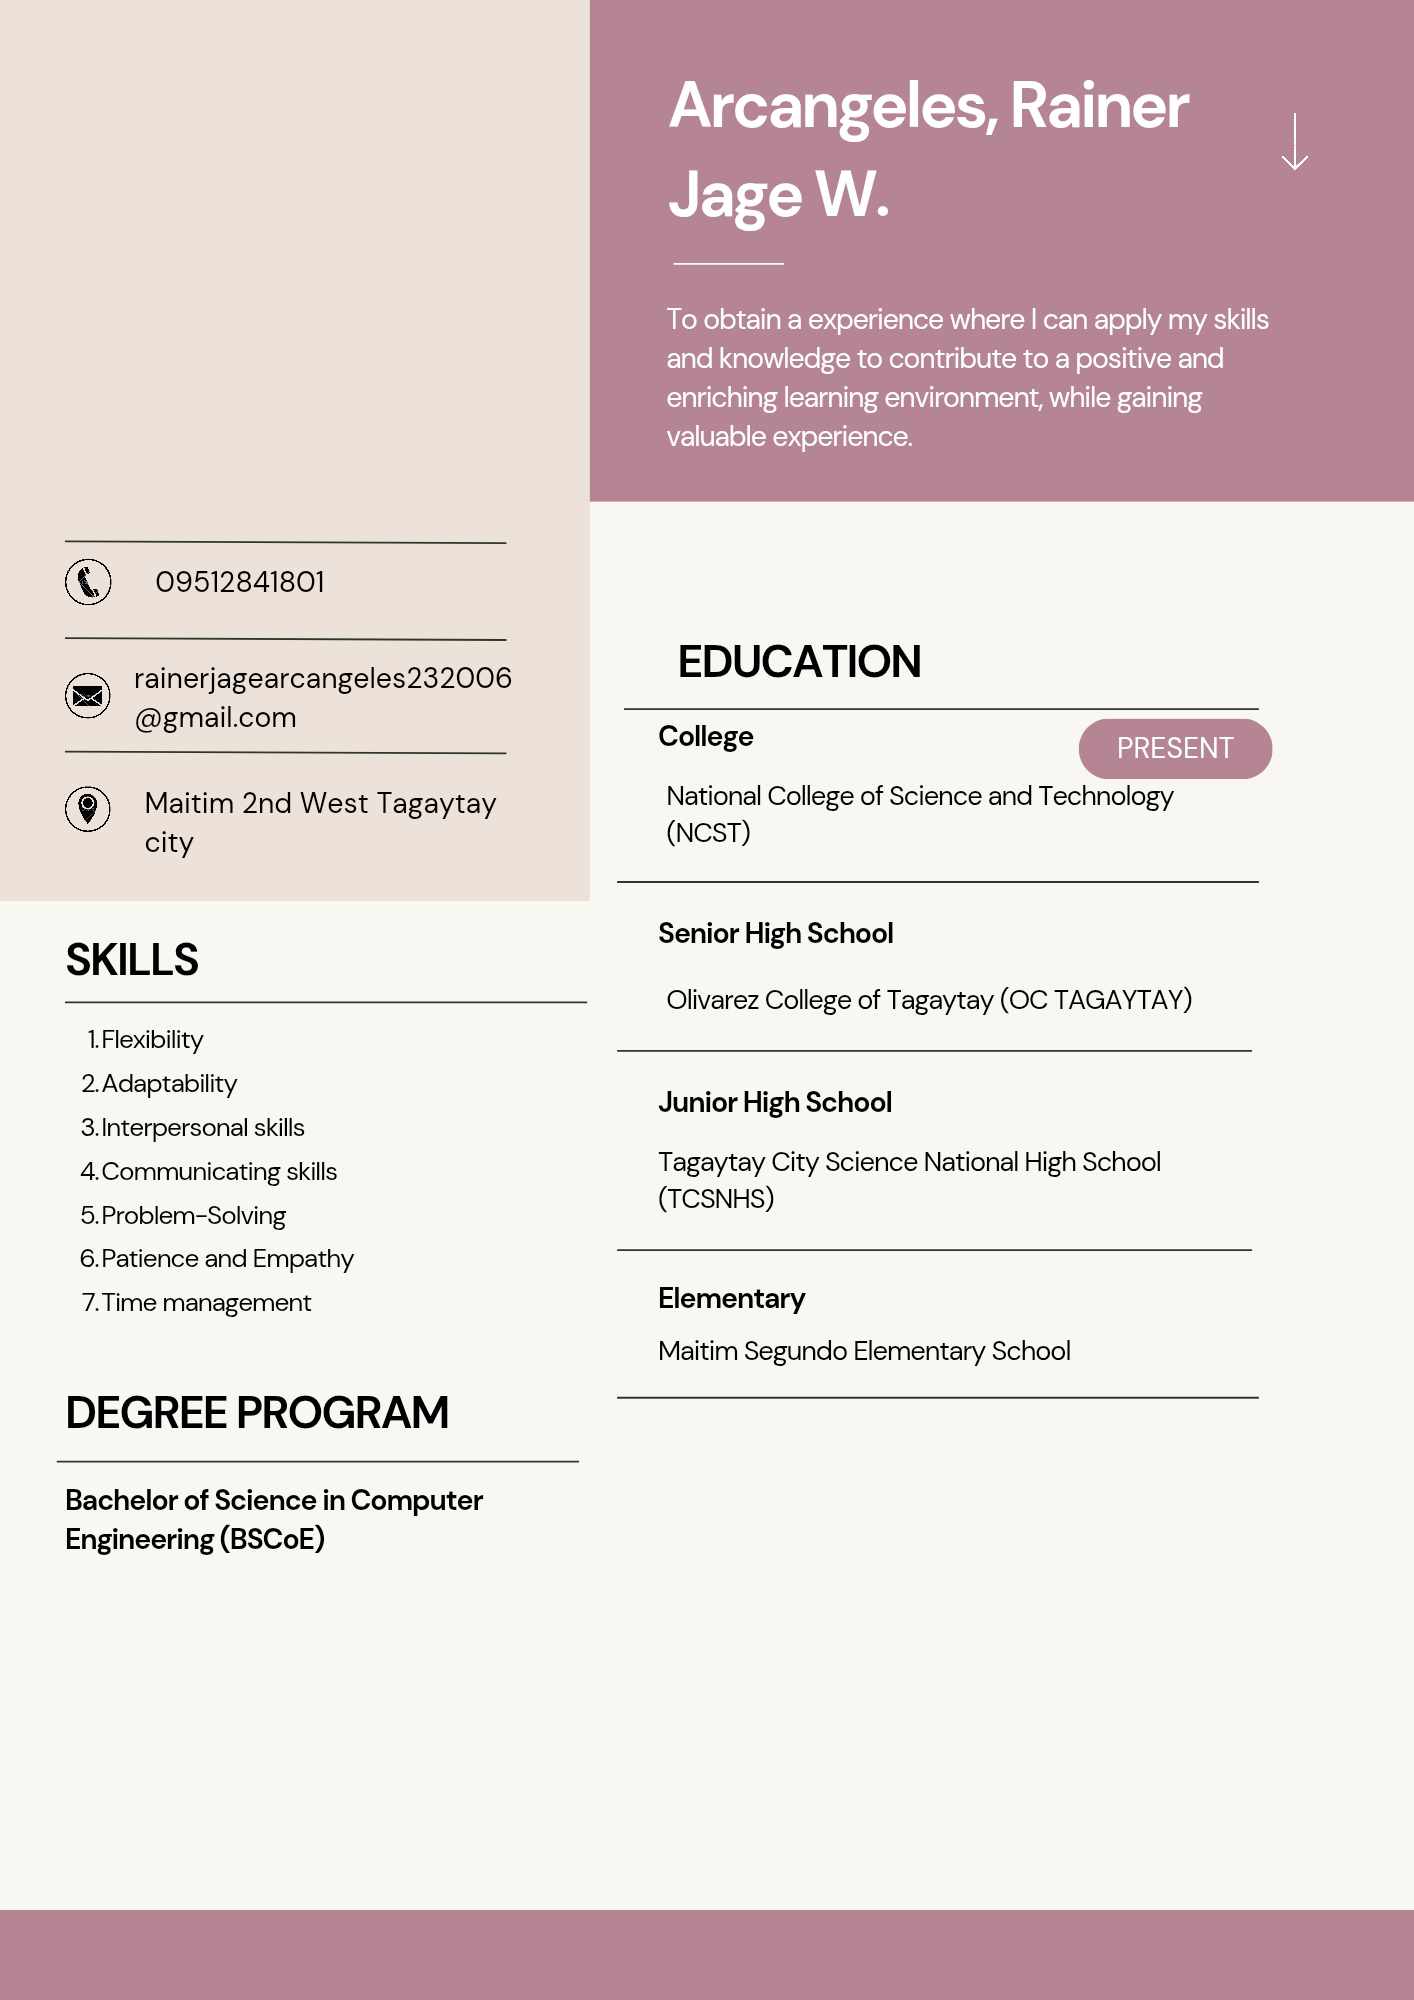 Arcangeles, Rainer
Jage W.
To obtain a experience where I can apply my skills
and knowledge to contribute to a positive and
enriching learning environment, while gaining
valuable experience.
09512841801
rainerjagearcangeles232006
@gmail.com
Maitim 2nd West Tagaytay
city
SKILLS
1. Flexibility
2. Adaptability
3. Interpersonal skills
4. Communicating skills
5. Problem-Solving
6. Patience and Empathy
7. Time management
DEGREE PROGRAM
Bachelor of Science in Computer
Engineering (BSCoE)
EDUCATION
College
PRESENT
National College of Science and Technology
(NCST)
Senior High School
Olivarez College of Tagaytay (OC TAGAYTAY)
Junior High School
Tagaytay City Science National High School
(TCSNHS)
Elementary
Maitim Segundo Elementary School